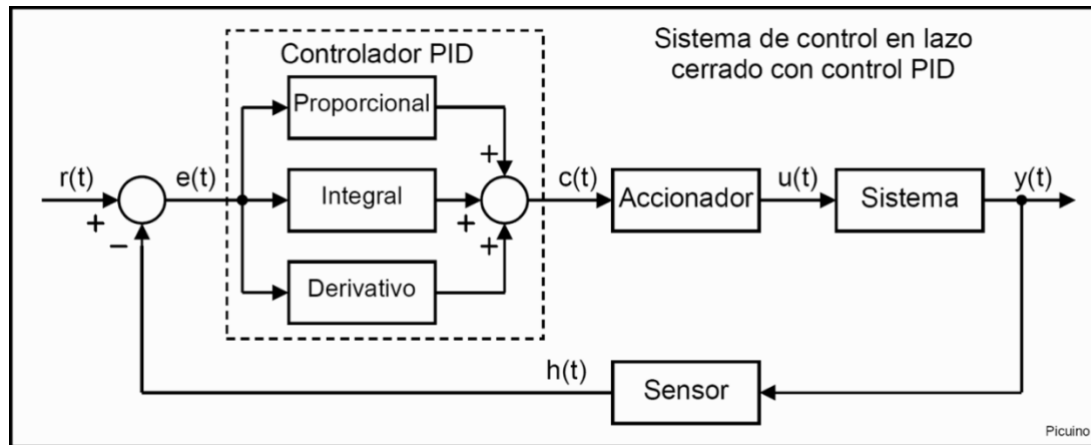 Sistema de control en lazo
cerrado con control PID
Controlador PID
Proporcional
+
r(t)
e(t)
Integral
c(t)
Accionador
u(t)
Sistema
y(t)
+
+
−
+
Derivativo
h(t)
Sensor
Picuino